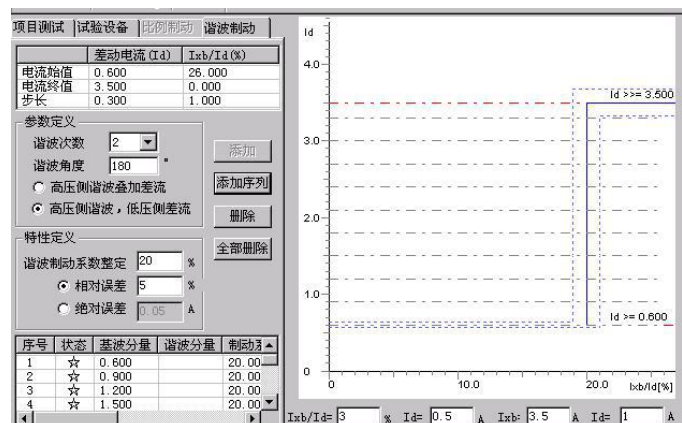 项目测试 试验设备 比例制动 谐波制动
差动电流(Id) Ixb/Id(%)
电流始值 0.600 26.000
电流终值 3.500 0.000
步长 0.300 1.000
参数定义
谐波次数 2
谐波角度 180 °
高压侧谐波叠加差流
高压侧谐波，低压侧差流
添加
添加序列
删除
全部删除
特性定义
谐波制动系数整定 20 %
相对误差 5 %
绝对误差 0.05 A
序号 状态 基波分量 谐波分量 制动系
1 ☆ 0.600 20.00
2 ☆ 0.900 20.00
3 ☆ 1.200 20.00
4 ☆ 1.500 20.00
Id
4.0
Id >>= 3.500
3.0
2.0
1.0
Id >= 0.600
0
0 10.0 20.0 Ixb/Id[%]
Ixb/Id= 3 % Id= 0.5 A Ixb= 3.5 A Id= 1 A